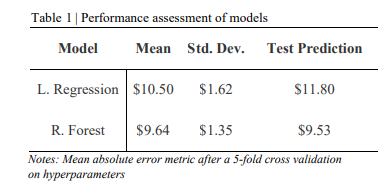 Table 1 | Performance assessment of models
Model Mean Std. Dev. Test Prediction
L. Regression $10.50 $1.62 $11.80
R. Forest $9.64 $1.35 $9.53
Notes: Mean absolute error metric after a 5-fold cross validation
on hyperparameters